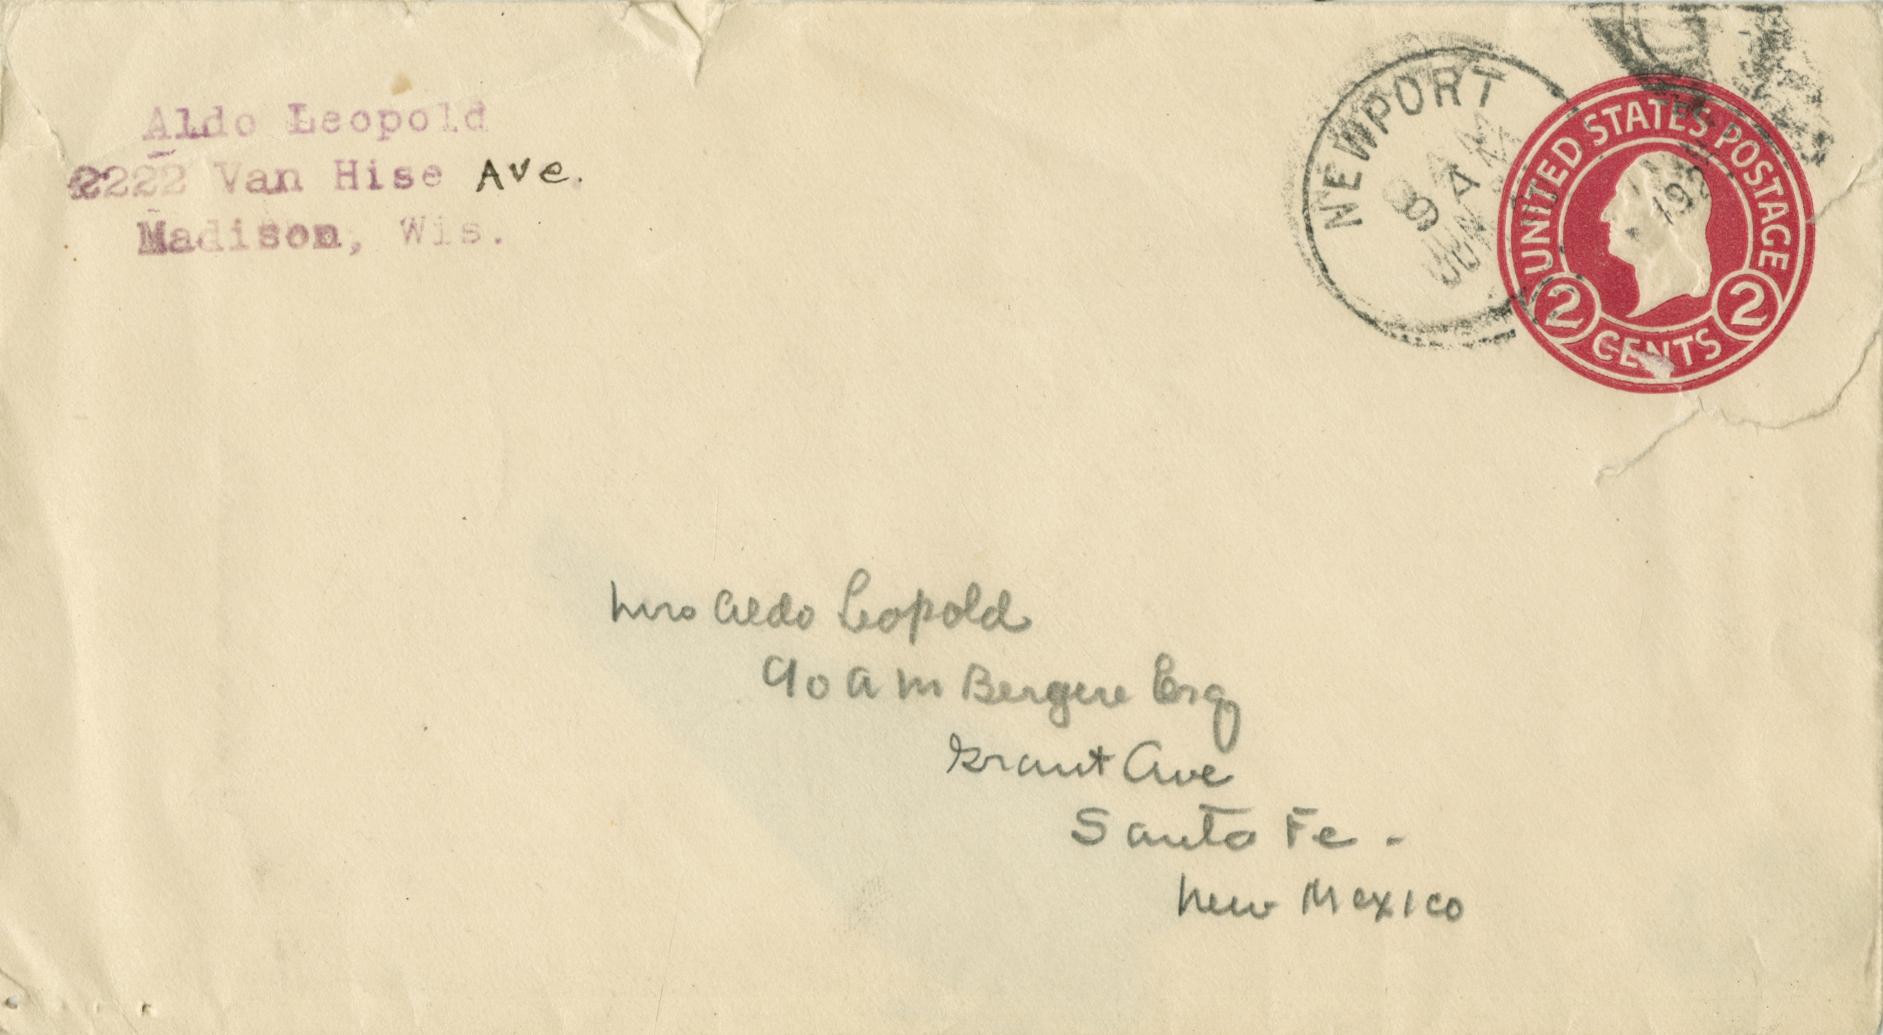 Aldo Leopold
2222 Van Hise Ave.
Madison, Wis.
NEWPORT
9 AM
JUN
UNITED STATES POSTAGE
2 CENTS 2
Mrs Aldo Leopold
c/o A M Bergere Esq
Grant Ave
Santa Fe -
New Mexico